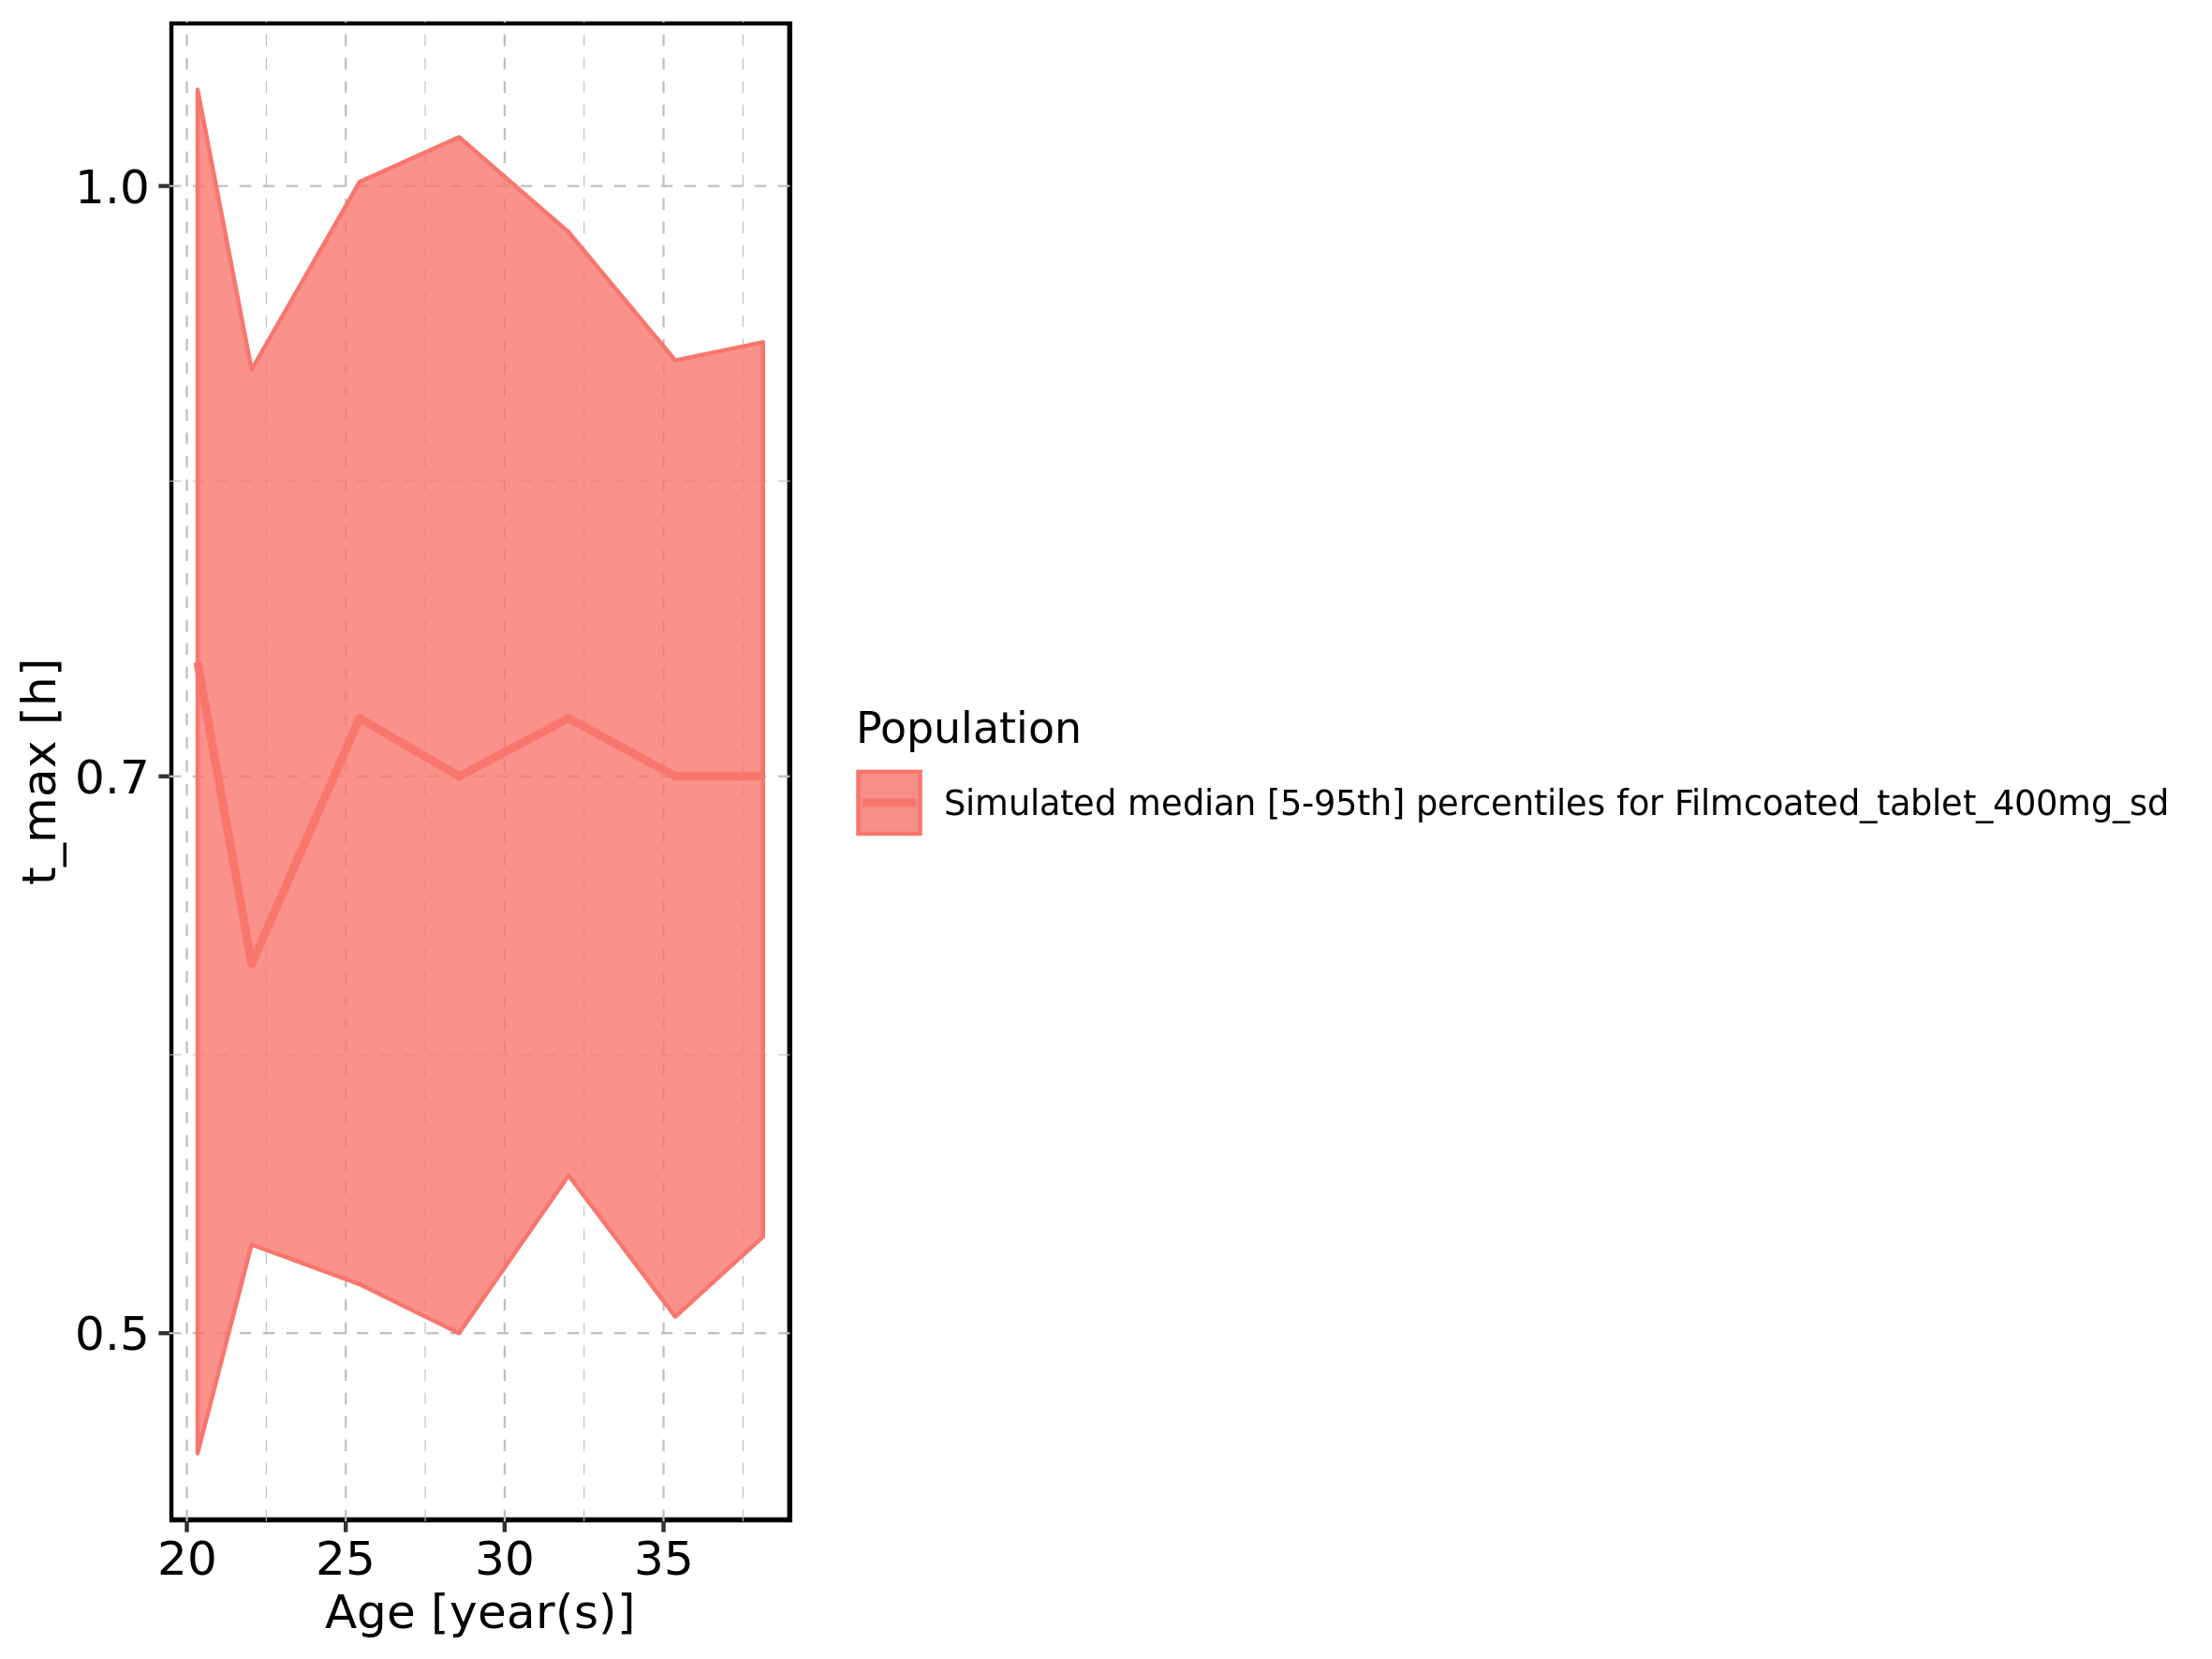 1.0
0.7
0.5
t_max [h]
20 25 30 35
Age [year(s)]
Population
Simulated median [5-95th] percentiles for Filmcoated_tablet_400mg_sd